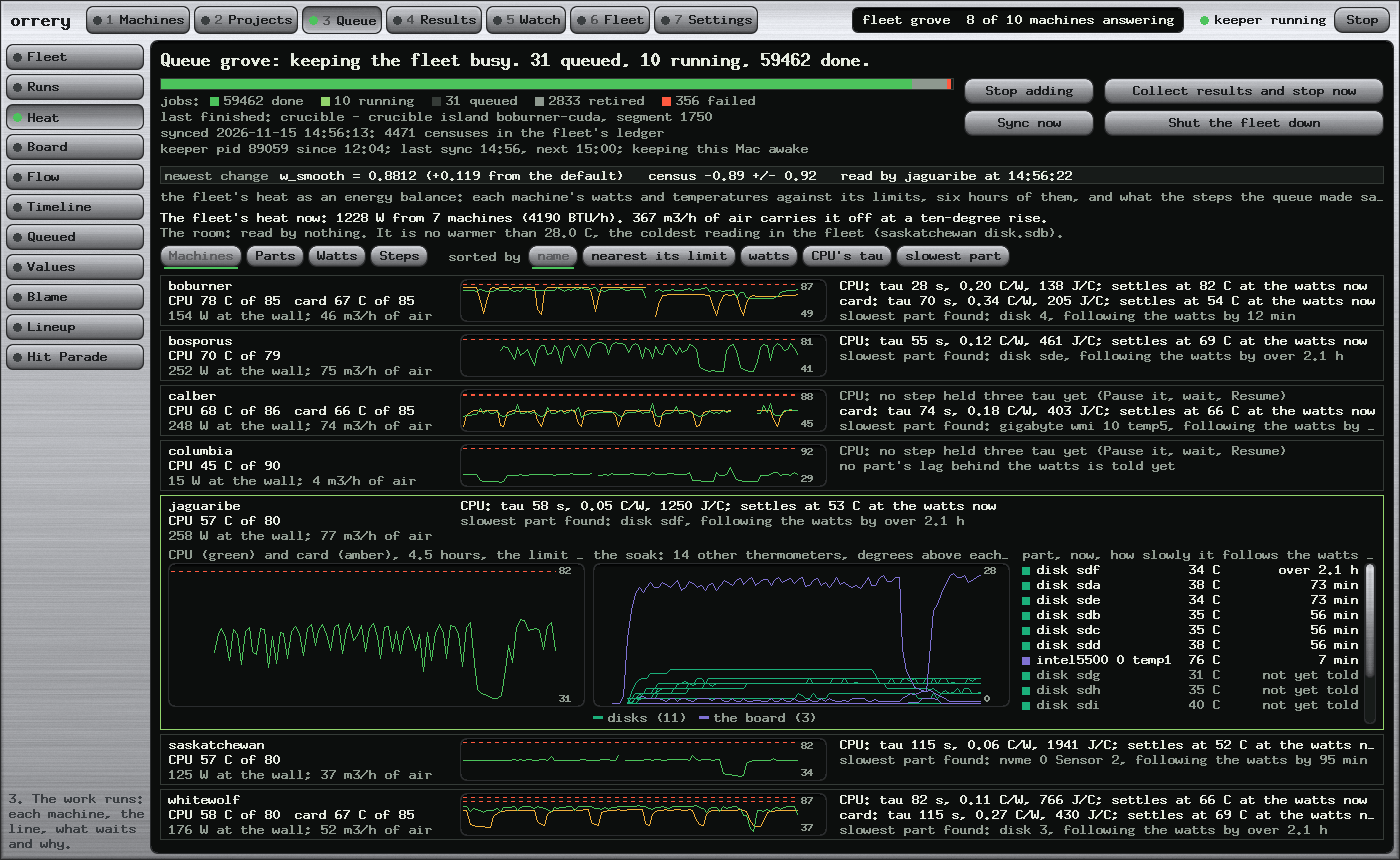 orrery
1 Machines
2 Projects
3 Queue
4 Results
5 Watch
6 Fleet
7 Settings
fleet grove 8 of 10 machines answering
keeper running
Stop
Fleet
Runs
Heat
Board
Flow
Timeline
Queued
Values
Blame
Lineup
Hit Parade
3. The work runs:
each machine, the
line, what waits
and why.
Queue grove: keeping the fleet busy. 31 queued, 10 running, 59462 done.
jobs: 59462 done 10 running 31 queued 2833 retired 356 failed
last finished: crucible - crucible island boburner-cuda, segment 1750
synced 2026-11-15 14:56:13: 4471 censuses in the fleet's ledger
keeper pid 89059 since 12:04; last sync 14:56, next 15:00; keeping this Mac awake
Stop adding
Collect results and stop now
Sync now
Shut the fleet down
newest change w_smooth = 0.8812 (+0.119 from the default) census -0.89 +/- 0.92 read by jaguaribe at 14:56:22
the fleet's heat as an energy balance: each machine's watts and temperatures against its limits, six hours of them, and what the steps the queue made sa…
The fleet's heat now: 1228 W from 7 machines (4190 BTU/h). 367 m3/h of air carries it off at a ten-degree rise.
The room: read by nothing. It is no warmer than 28.0 C, the coldest reading in the fleet (saskatchewan disk.sdb).
Machines
Parts
Watts
Steps
sorted by
name
nearest its limit
watts
CPU's tau
slowest part
boburner
CPU 78 C of 85 card 67 C of 85
154 W at the wall; 46 m3/h of air
87
49
CPU: tau 28 s, 0.20 C/W, 138 J/C; settles at 82 C at the watts now
card: tau 70 s, 0.34 C/W, 205 J/C; settles at 54 C at the watts now
slowest part found: disk 4, following the watts by 12 min
bosporus
CPU 70 C of 79
252 W at the wall; 75 m3/h of air
81
41
CPU: tau 55 s, 0.12 C/W, 461 J/C; settles at 69 C at the watts now
slowest part found: disk sde, following the watts by over 2.1 h
calber
CPU 68 C of 86 card 66 C of 85
248 W at the wall; 74 m3/h of air
88
45
CPU: no step held three tau yet (Pause it, wait, Resume)
card: tau 74 s, 0.18 C/W, 403 J/C; settles at 66 C at the watts now
slowest part found: gigabyte wmi 10 temp5, following the watts by …
columbia
CPU 45 C of 90
15 W at the wall; 4 m3/h of air
92
29
CPU: no step held three tau yet (Pause it, wait, Resume)
no part's lag behind the watts is told yet
jaguaribe
CPU 57 C of 80
258 W at the wall; 77 m3/h of air
CPU: tau 58 s, 0.05 C/W, 1250 J/C; settles at 53 C at the watts now
slowest part found: disk sdf, following the watts by over 2.1 h
CPU (green) and card (amber), 4.5 hours, the limit …
82
31
the soak: 14 other thermometers, degrees above each…
28
0
disks (11) the board (3)
part, now, how slowly it follows the watts …
disk sdf 34 C over 2.1 h
disk sda 38 C 73 min
disk sde 34 C 73 min
disk sdb 35 C 56 min
disk sdc 35 C 56 min
disk sdd 38 C 56 min
intel5500 0 temp1 76 C 7 min
disk sdg 31 C not yet told
disk sdh 35 C not yet told
disk sdi 40 C not yet told
saskatchewan
CPU 57 C of 80
125 W at the wall; 37 m3/h of air
82
34
CPU: tau 115 s, 0.06 C/W, 1941 J/C; settles at 52 C at the watts n…
slowest part found: nvme 0 Sensor 2, following the watts by 95 min
whitewolf
CPU 58 C of 80 card 67 C of 85
176 W at the wall; 52 m3/h of air
87
37
CPU: tau 82 s, 0.11 C/W, 766 J/C; settles at 66 C at the watts now
card: tau 115 s, 0.27 C/W, 430 J/C; settles at 69 C at the watts n…
slowest part found: disk 3, following the watts by over 2.1 h